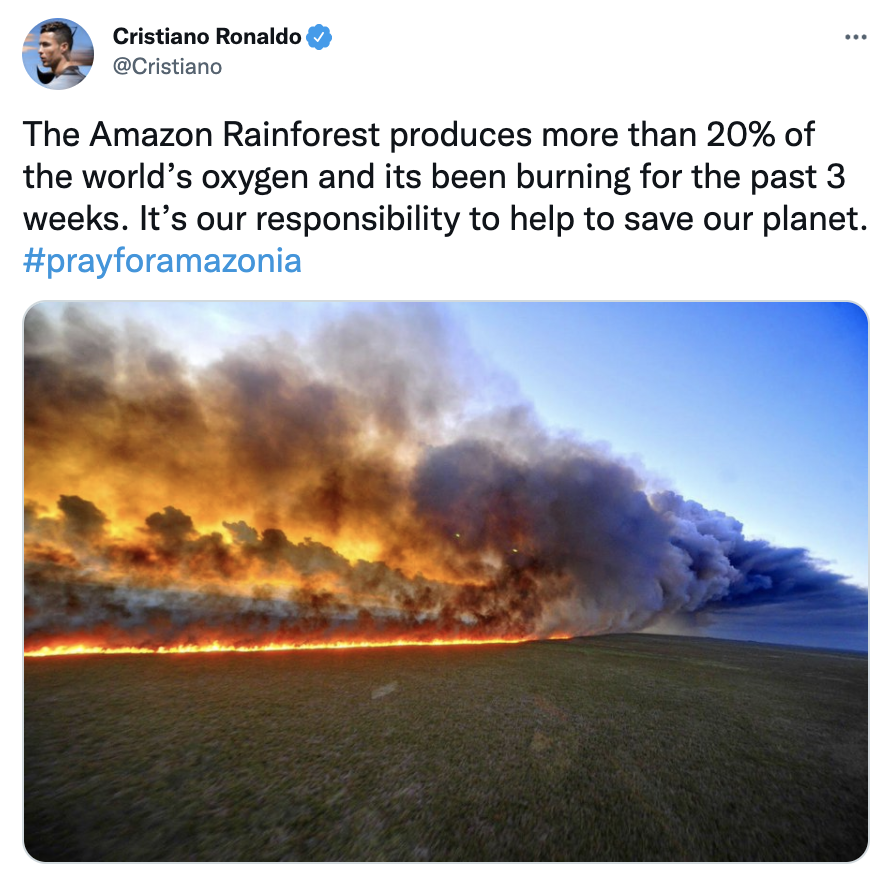 Cristiano Ronaldo
@Cristiano
The Amazon Rainforest produces more than 20% of
the world’s oxygen and its been burning for the past 3
weeks. It’s our responsibility to help to save our planet.
#prayforamazonia